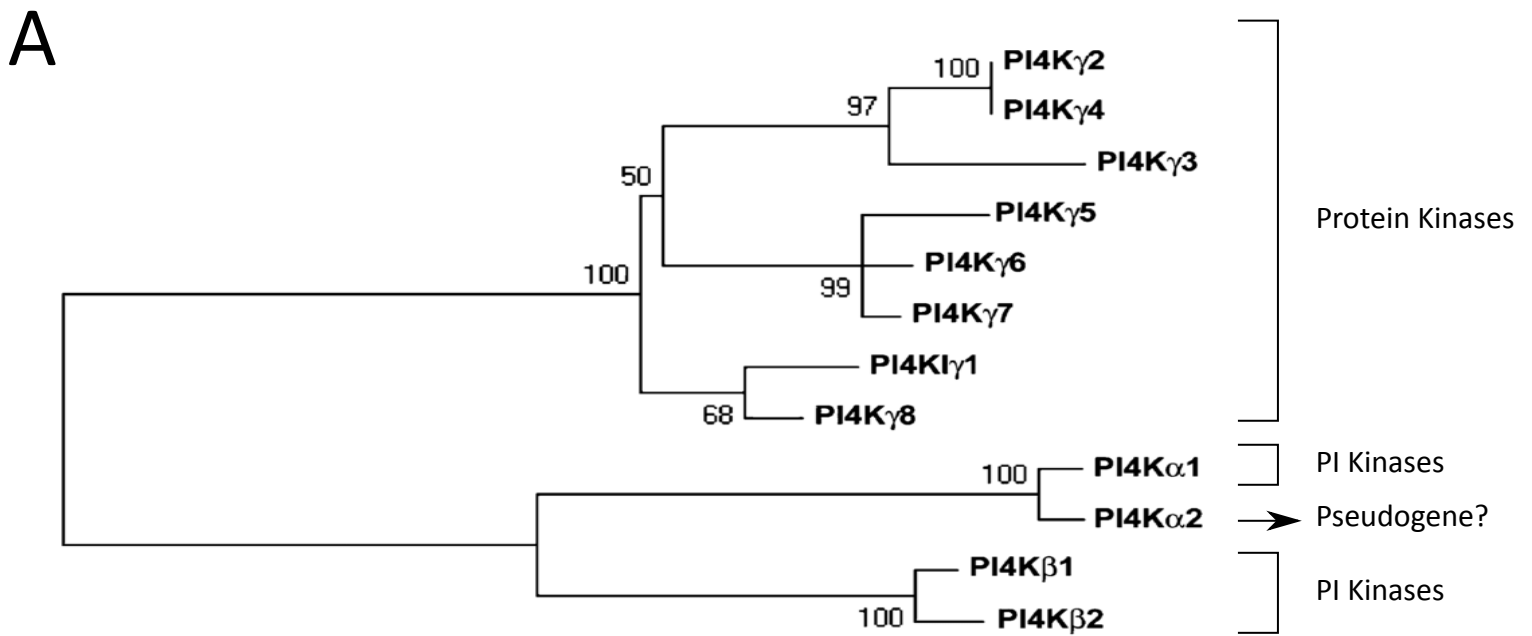 A
100 PI4Kγ2
PI4Kγ4
97
PI4Kγ3
50
PI4Kγ5
Protein Kinases
PI4Kγ6
100
99
PI4Kγ7
PI4KIγ1
68 PI4Kγ8
PI4Kα1 PI Kinases
100
PI4Kα2 Pseudogene?
PI4Kβ1
PI Kinases
100 PI4Kβ2